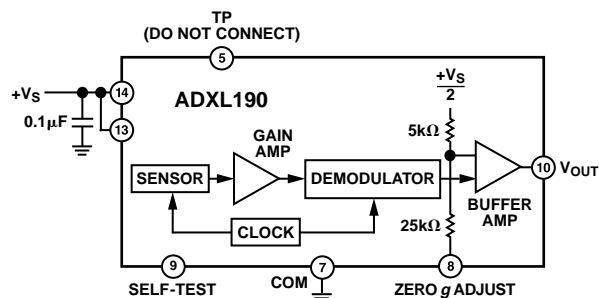 TP
(DO NOT CONNECT)
5
+VS
14
ADXL190
+VS
2
0.1µF
13
GAIN
AMP
5kΩ
SENSOR
DEMODULATOR
10
VOUT
BUFFER
AMP
CLOCK
25kΩ
9
7
8
SELF-TEST
COM
ZERO g ADJUST